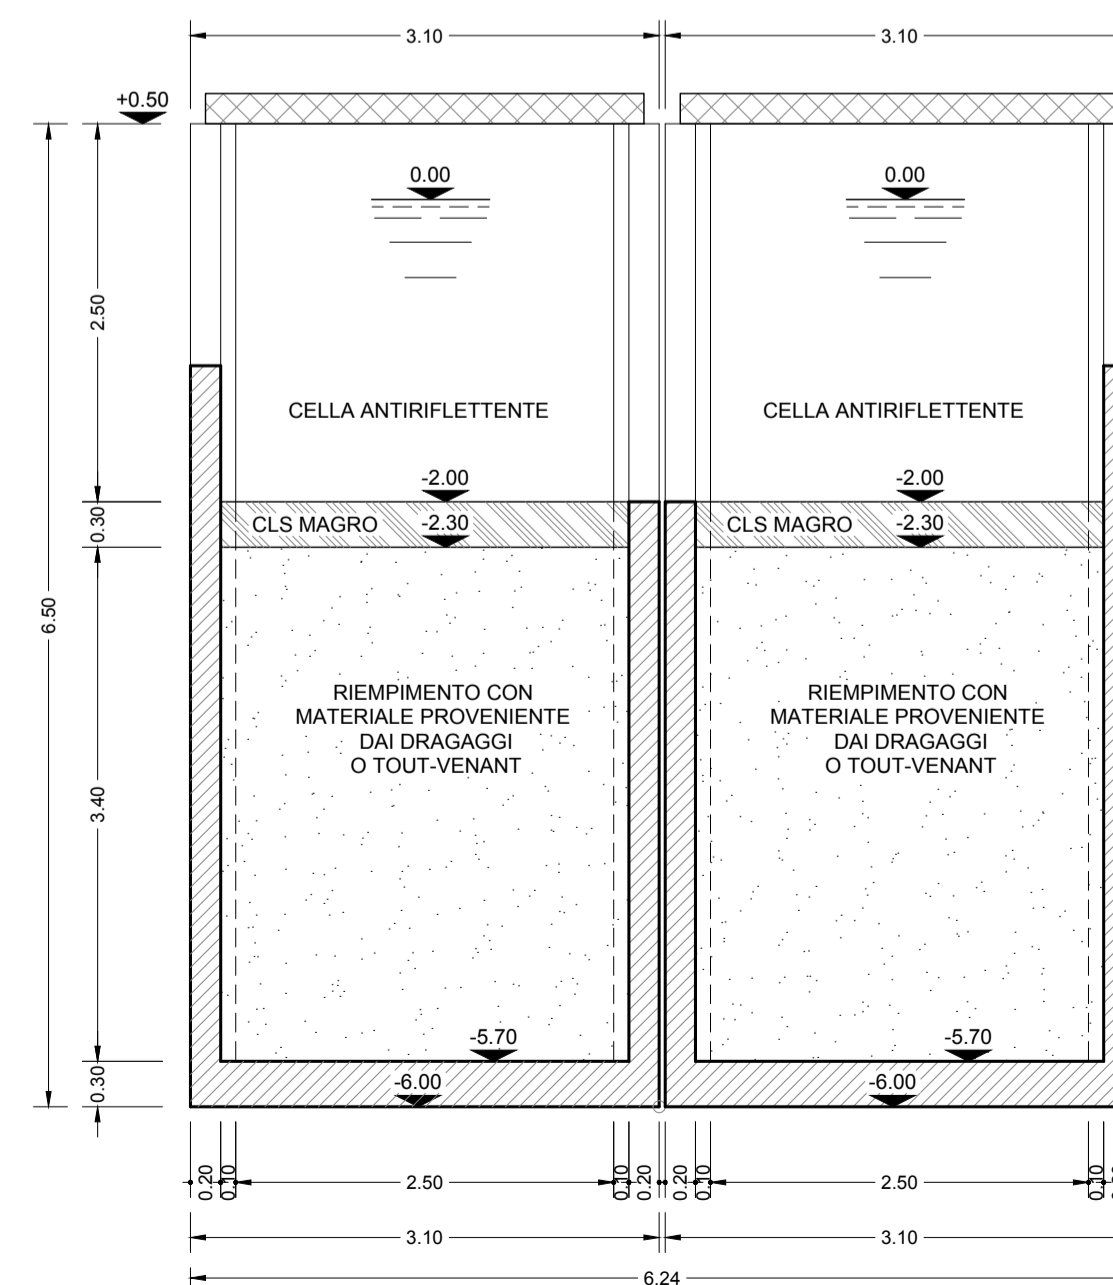 3.10 3.10
+0.50
0.00 0.00
2.50
CELLA ANTIRIFLETTENTE CELLA ANTIRIFLETTENTE
-2.00 -2.00
0.30 CLS MAGRO -2.30 CLS MAGRO -2.30
6.50
RIEMPIMENTO CON RIEMPIMENTO CON
MATERIALE PROVENIENTE MATERIALE PROVENIENTE
DAI DRAGAGGI DAI DRAGAGGI
O TOUT-VENANT O TOUT-VENANT
3.40
-5.70 -5.70
0.30 -6.00 -6.00
0.20 0.10 2.50 0.10 0.20 0.20 0.10 2.50 0.10
3.10 3.10
6.24